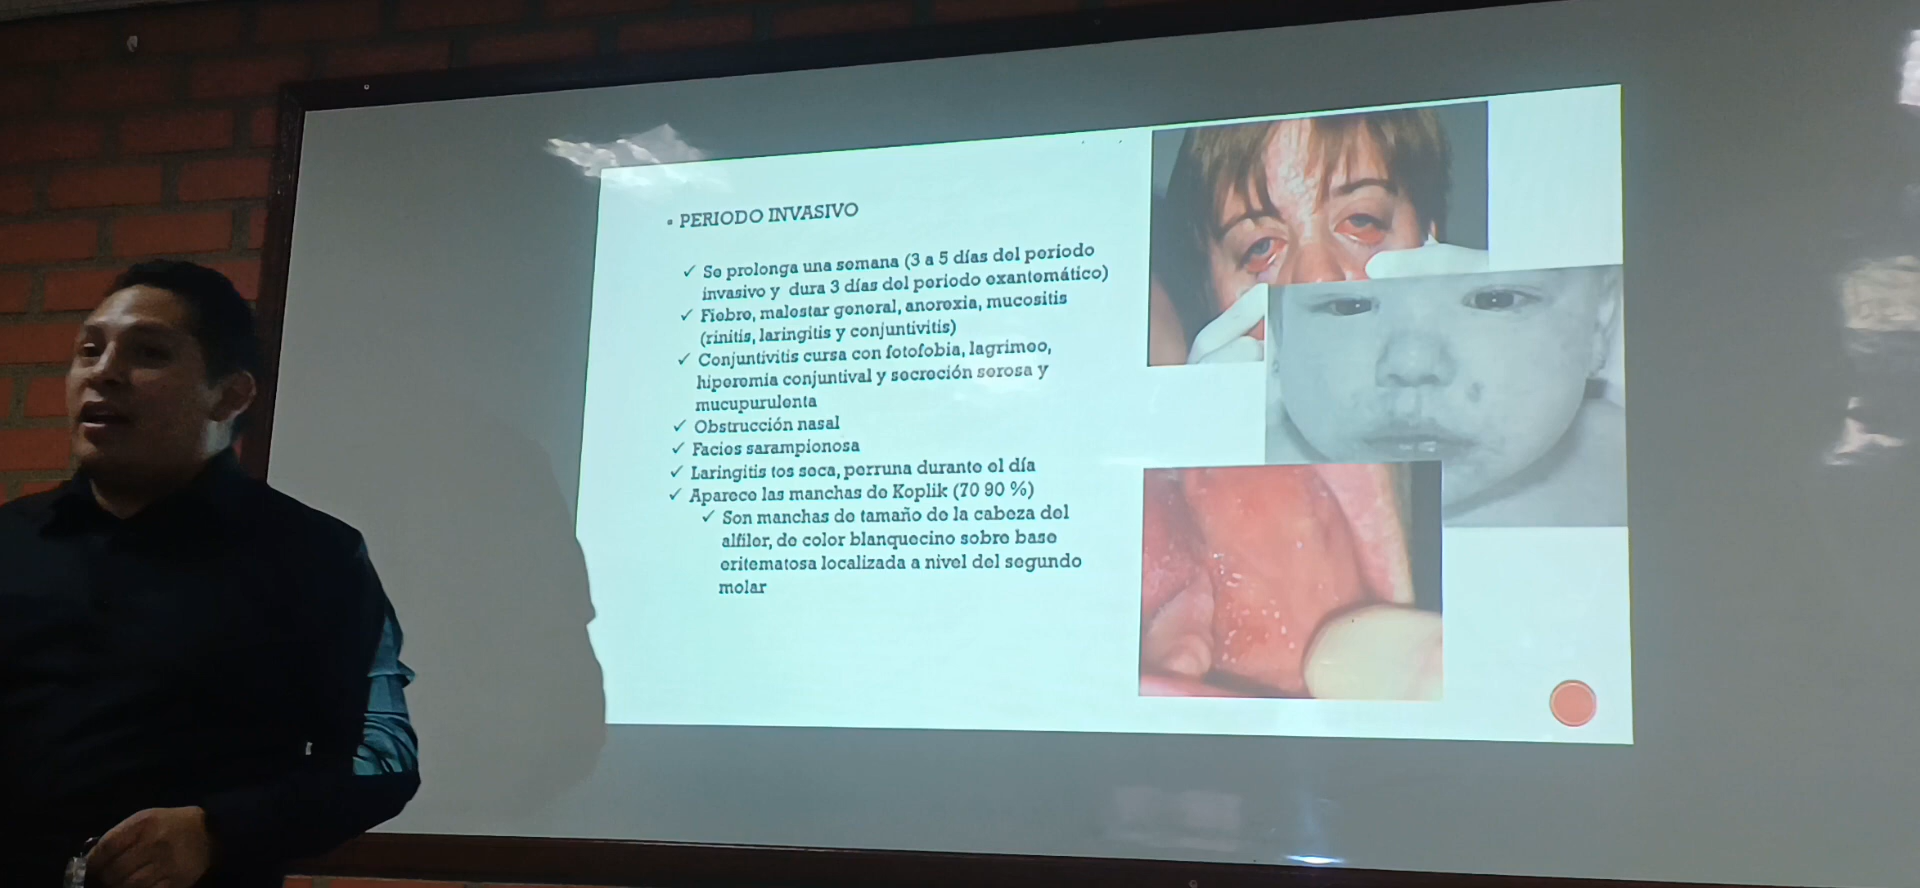 PERIODO INVASIVO
✓ Se prolonga una semana (3 a 5 días del periodo
invasivo y dura 3 días del periodo exantemático)
✓ Fiebre, malestar general, anorexia, mucositis
(rinitis, laringitis y conjuntivitis)
✓ Conjuntivitis cursa con fotofobia, lagrimeo,
hiperemia conjuntival y secreción serosa y
mucupurulenta
✓ Obstrucción nasal
✓ Facies sarampionosa
✓ Laringitis tos seca, perruna durante el día
✓ Aparece las manchas de Koplik (70 90 %)
✓ Son manchas de tamaño de la cabeza del
alfiler, de color blanquecino sobre base
eritematosa localizada a nivel del segundo
molar